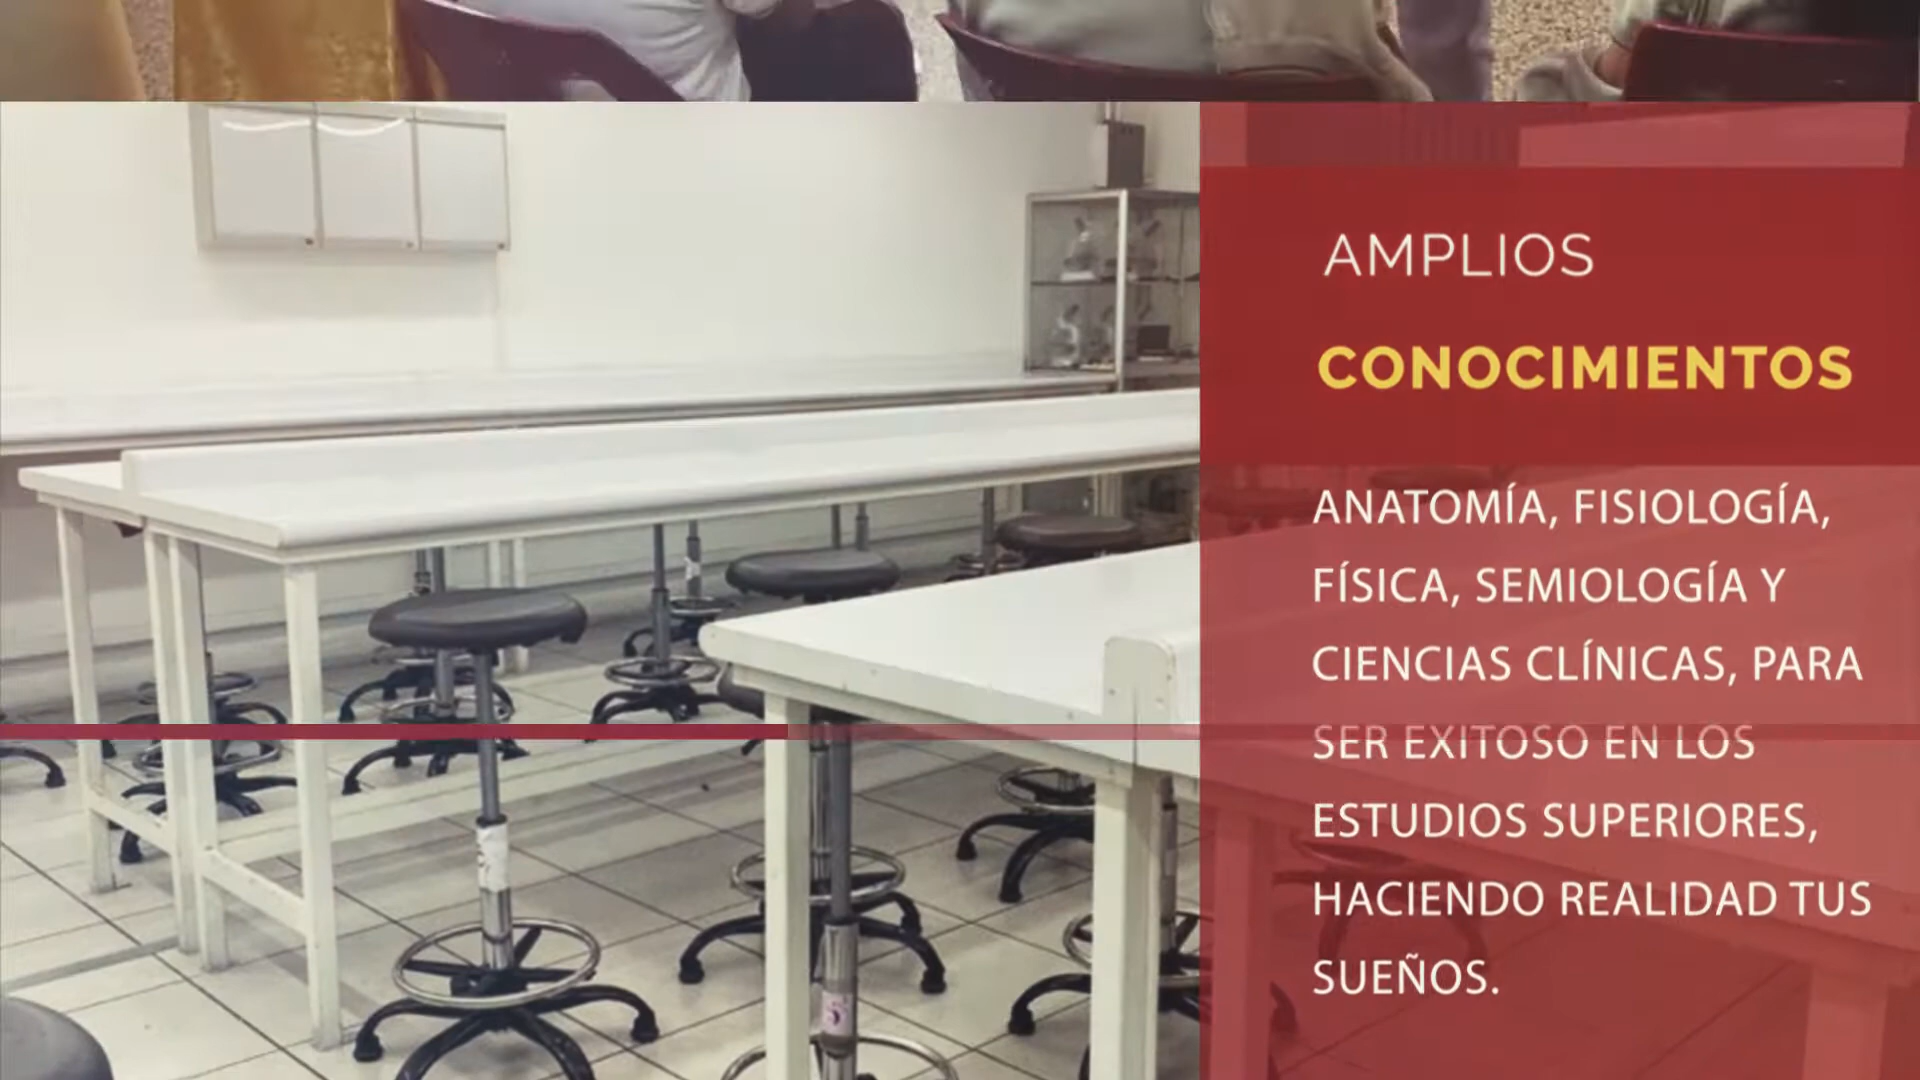 AMPLIOS
CONOCIMIENTOS
ANATOMÍA, FISIOLOGÍA,
FÍSICA, SEMIOLOGÍA Y
CIENCIAS CLÍNICAS, PARA
SER EXITOSO EN LOS
ESTUDIOS SUPERIORES,
HACIENDO REALIDAD TUS
SUEÑOS.